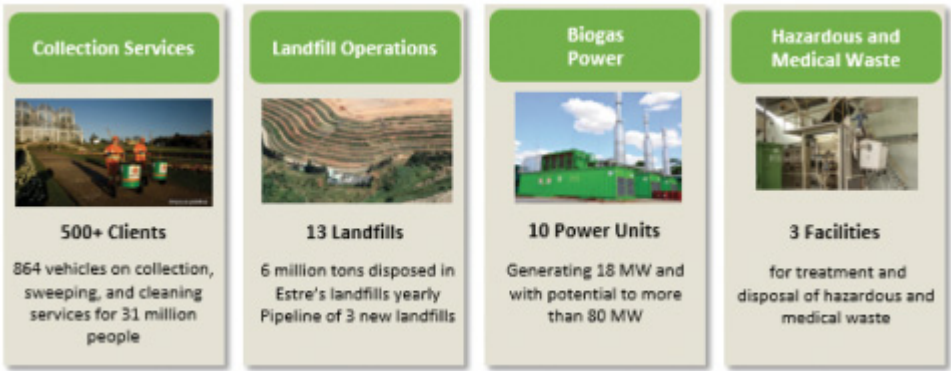 Collection Services
500+ Clients
864 vehicles on collection,
sweeping, and cleaning
services for 31 million
people
Landfill Operations
13 Landfills
6 million tons disposed in
Estre's landfills yearly
Pipeline of 3 new landfills
Biogas
Power
10 Power Units
Generating 18 MW and
with potential to more
than 80 MW
Hazardous and
Medical Waste
3 Facilities
for treatment and
disposal of hazardous and
medical waste